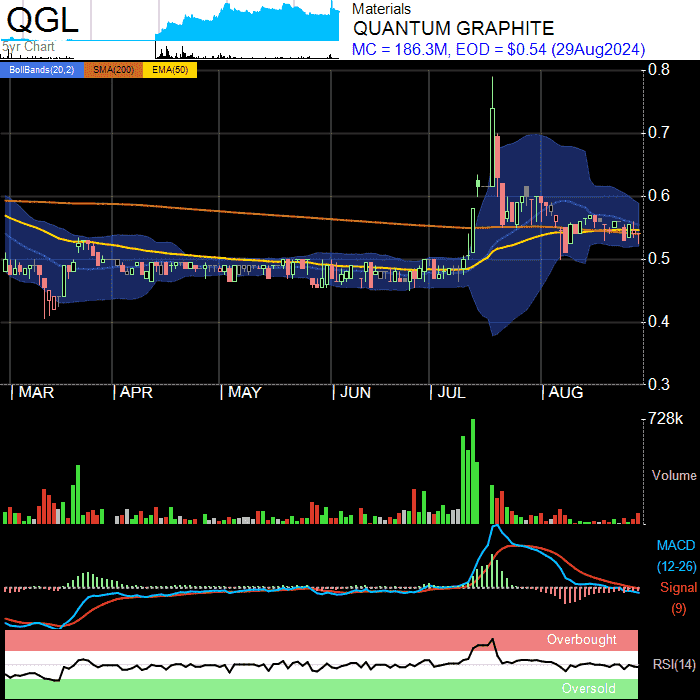 QGL
5yr Chart
Materials
QUANTUM GRAPHITE
MC = 186.3M, EOD = $0.54 (29Aug2024)
BollBands(20,2) SMA(200) EMA(50)
0.8
0.7
0.6
0.5
0.4
0.3
MAR APR MAY JUN JUL AUG
728k
Volume
MACD
(12-26)
Signal
(9)
Overbought
RSI(14)
Oversold